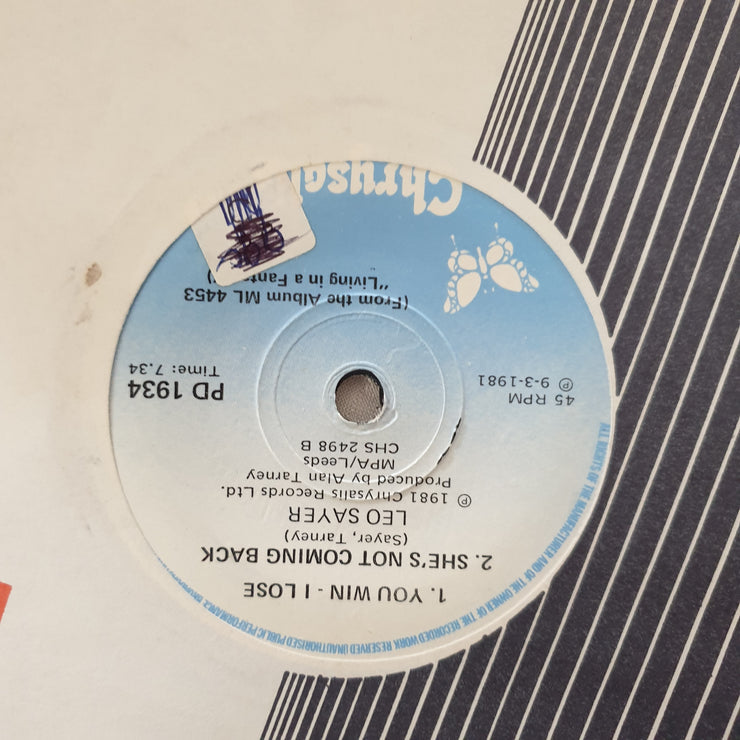 Chrysali
(From the Album ML 4453
"Living in a Fanta
PD 1934
Time: 7.34
45 RPM
℗ 9-3-1981
CHS 2498 B
MPA/Leeds
Produced by Alan Tarney
℗ 1981 Chrysalis Records Ltd.
LEO SAYER
(Sayer, Tarney)
2. SHE'S NOT COMING BACK
1. YOU WIN - I LOSE
ALL RIGHTS OF THE MANUFACTURER AND OF THE OWNER OF THE RECORDED WORK RESERVED UNAUTHORISED PUBLIC PERFORMANCE,